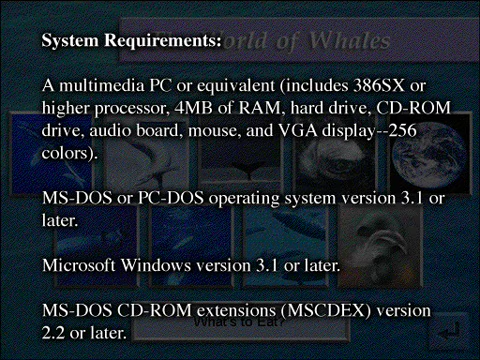 The World of Whales
System Requirements:
A multimedia PC or equivalent (includes 386SX or
higher processor, 4MB of RAM, hard drive, CD-ROM
drive, audio board, mouse, and VGA display--256
colors).
MS-DOS or PC-DOS operating system version 3.1 or
later.
Microsoft Windows version 3.1 or later.
MS-DOS CD-ROM extensions (MSCDEX) version
2.2 or later.
What's to Eat?